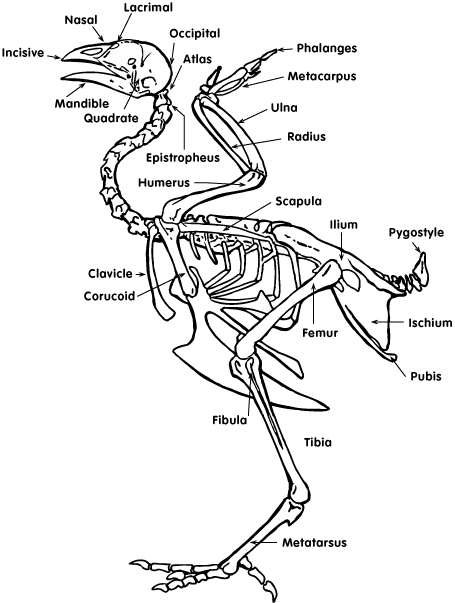 Lacrimal
Nasal
Occipital
Incisive
Atlas
Phalanges
Metacarpus
Mandible
Quadrate
Ulna
Radius
Epistropheus
Humerus
Scapula
Ilium
Pygostyle
Clavicle
Corucoid
Femur
Ischium
Pubis
Fibula
Tibia
Metatarsus